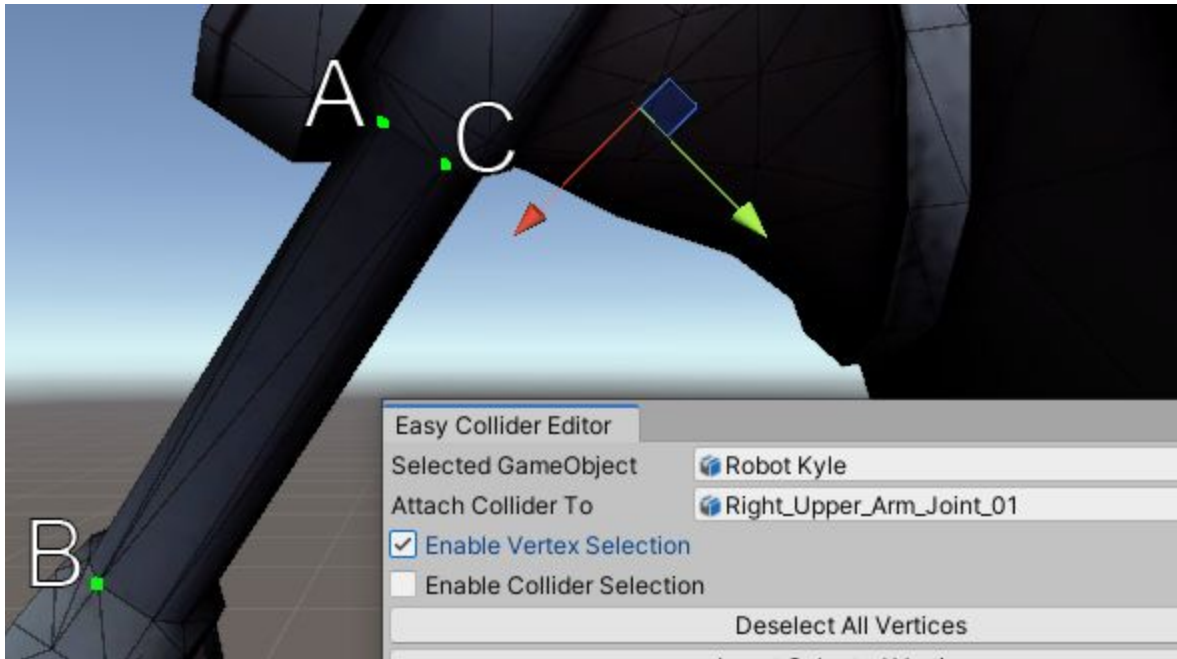 A
C
B
Easy Collider Editor
Selected GameObject Robot Kyle
Attach Collider To Right_Upper_Arm_Joint_01
Enable Vertex Selection
Enable Collider Selection
Deselect All Vertices